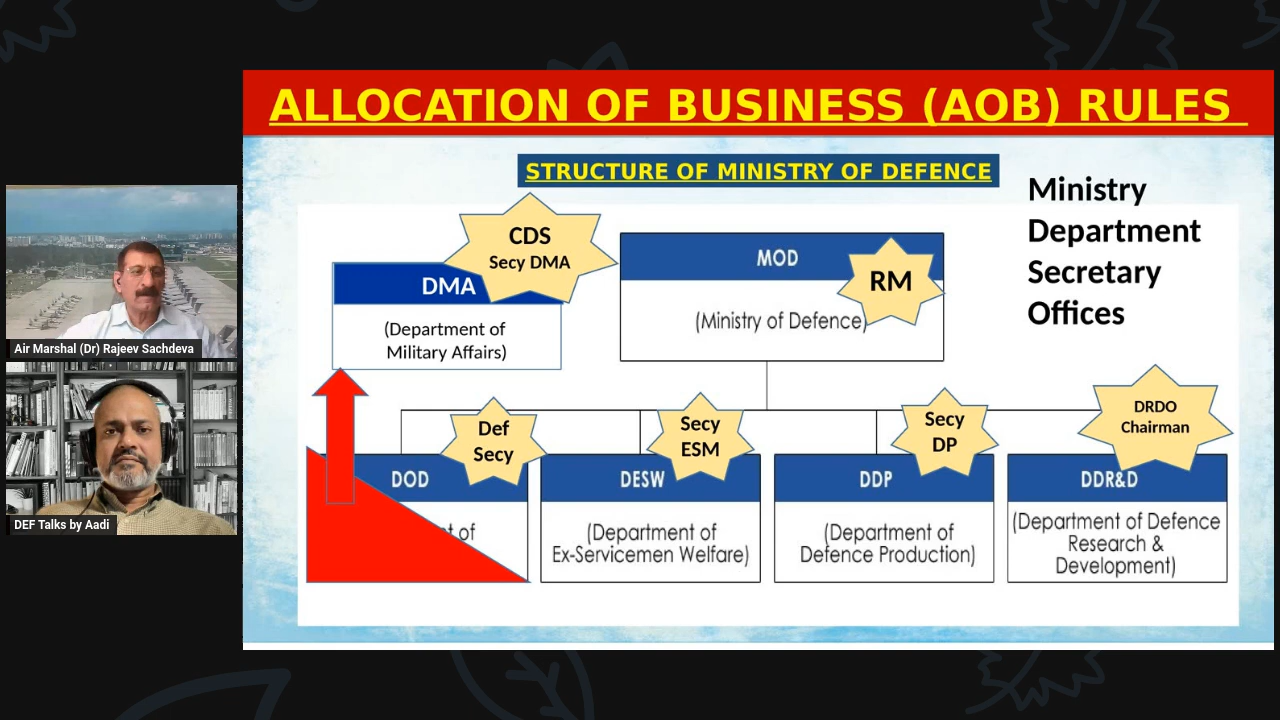 ALLOCATION OF BUSINESS (AOB) RULES
STRUCTURE OF MINISTRY OF DEFENCE
Ministry
Department
Secretary
Offices
CDS
Secy DMA
DMA
(Department of
Military Affairs)
MOD
RM
(Ministry of Defence)
Def
Secy
DOD
of
Secy
ESM
DESW
(Department of
Ex-Servicemen Welfare)
Secy
DP
DDP
(Department of
Defence Production)
DRDO
Chairman
DDR&D
(Department of Defence
Research &
Development)
Air Marshal (Dr) Rajeev Sachdeva
DEF Talks by Aadi